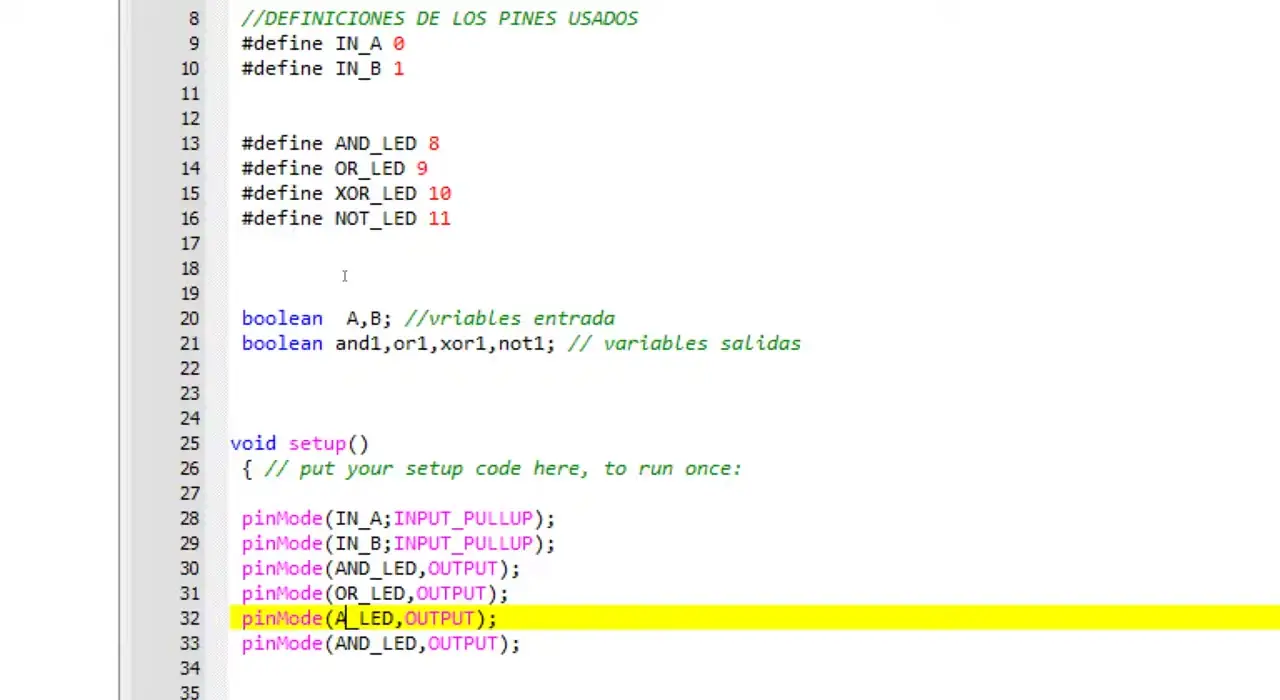 8 //DEFINICIONES DE LOS PINES USADOS
9 #define IN_A 0
10 #define IN_B 1
11
12
13 #define AND_LED 8
14 #define OR_LED 9
15 #define XOR_LED 10
16 #define NOT_LED 11
17
18
19
20 boolean  A,B; //vriables entrada
21 boolean and1,or1,xor1,not1; // variables salidas
22
23
24
25 void setup()
26 { // put your setup code here, to run once:
27
28 pinMode(IN_A;INPUT_PULLUP);
29 pinMode(IN_B;INPUT_PULLUP);
30 pinMode(AND_LED,OUTPUT);
31 pinMode(OR_LED,OUTPUT);
32 pinMode(A_LED,OUTPUT);
33 pinMode(AND_LED,OUTPUT);
34
35